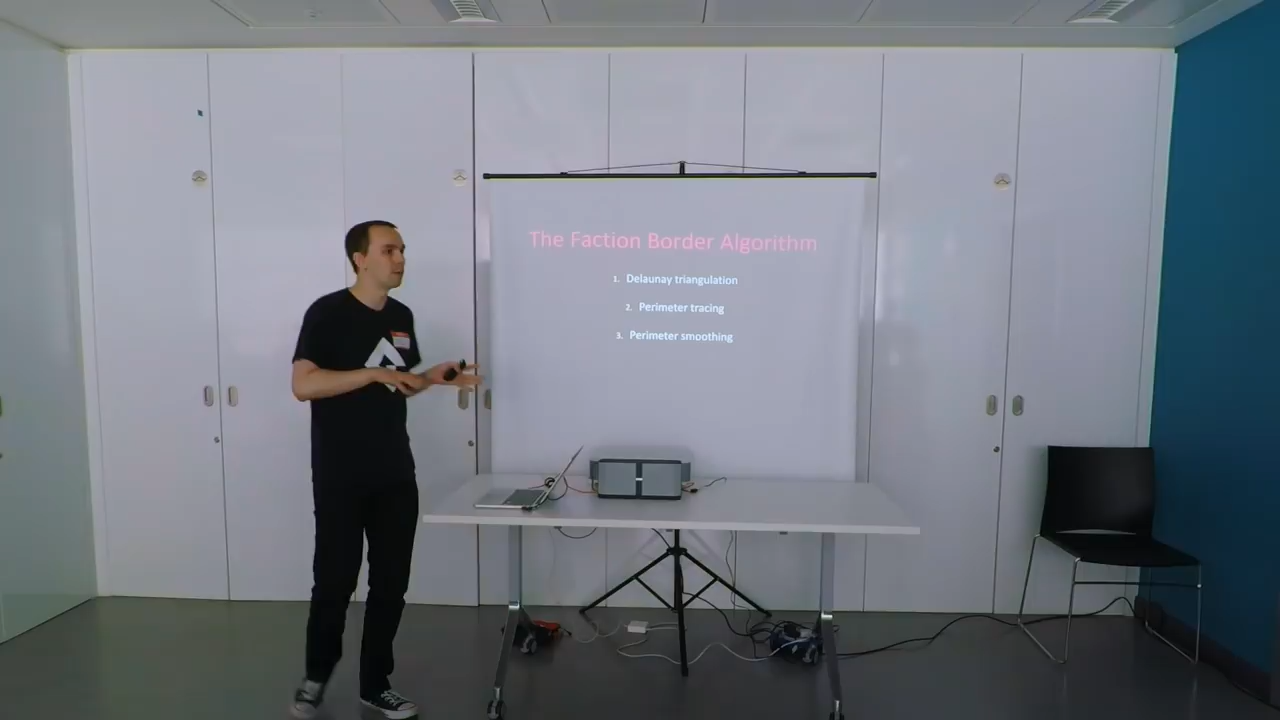 The Faction Border Algorithm
1. Delaunay triangulation
2. Perimeter tracing
3. Perimeter smoothing